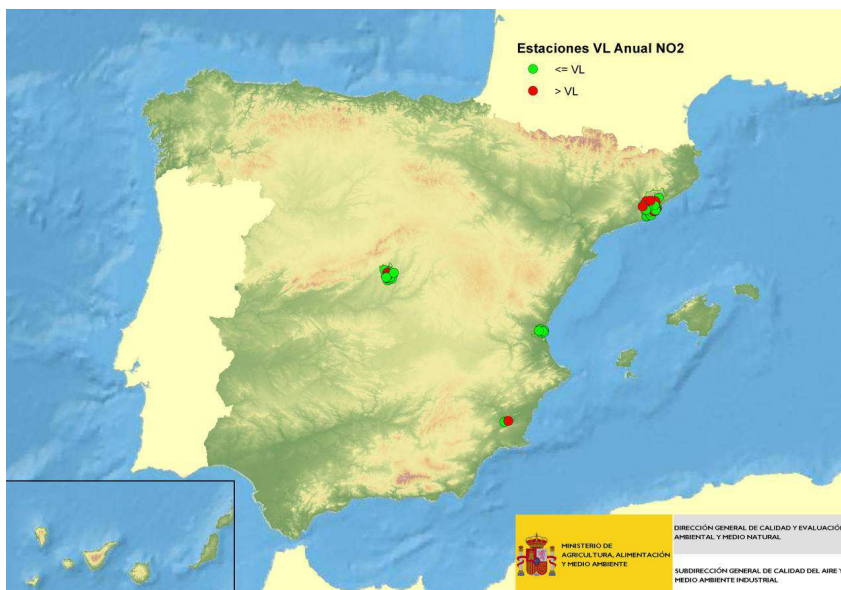 Estaciones VL Anual NO2
<= VL
> VL
MINISTERIO DE
AGRICULTURA, ALIMENTACIÓN
Y MEDIO AMBIENTE
DIRECCIÓN GENERAL DE CALIDAD Y EVALUACIÓN
AMBIENTAL Y MEDIO NATURAL
SUBDIRECCIÓN GENERAL DE CALIDAD DEL AIRE Y
MEDIO AMBIENTE INDUSTRIAL